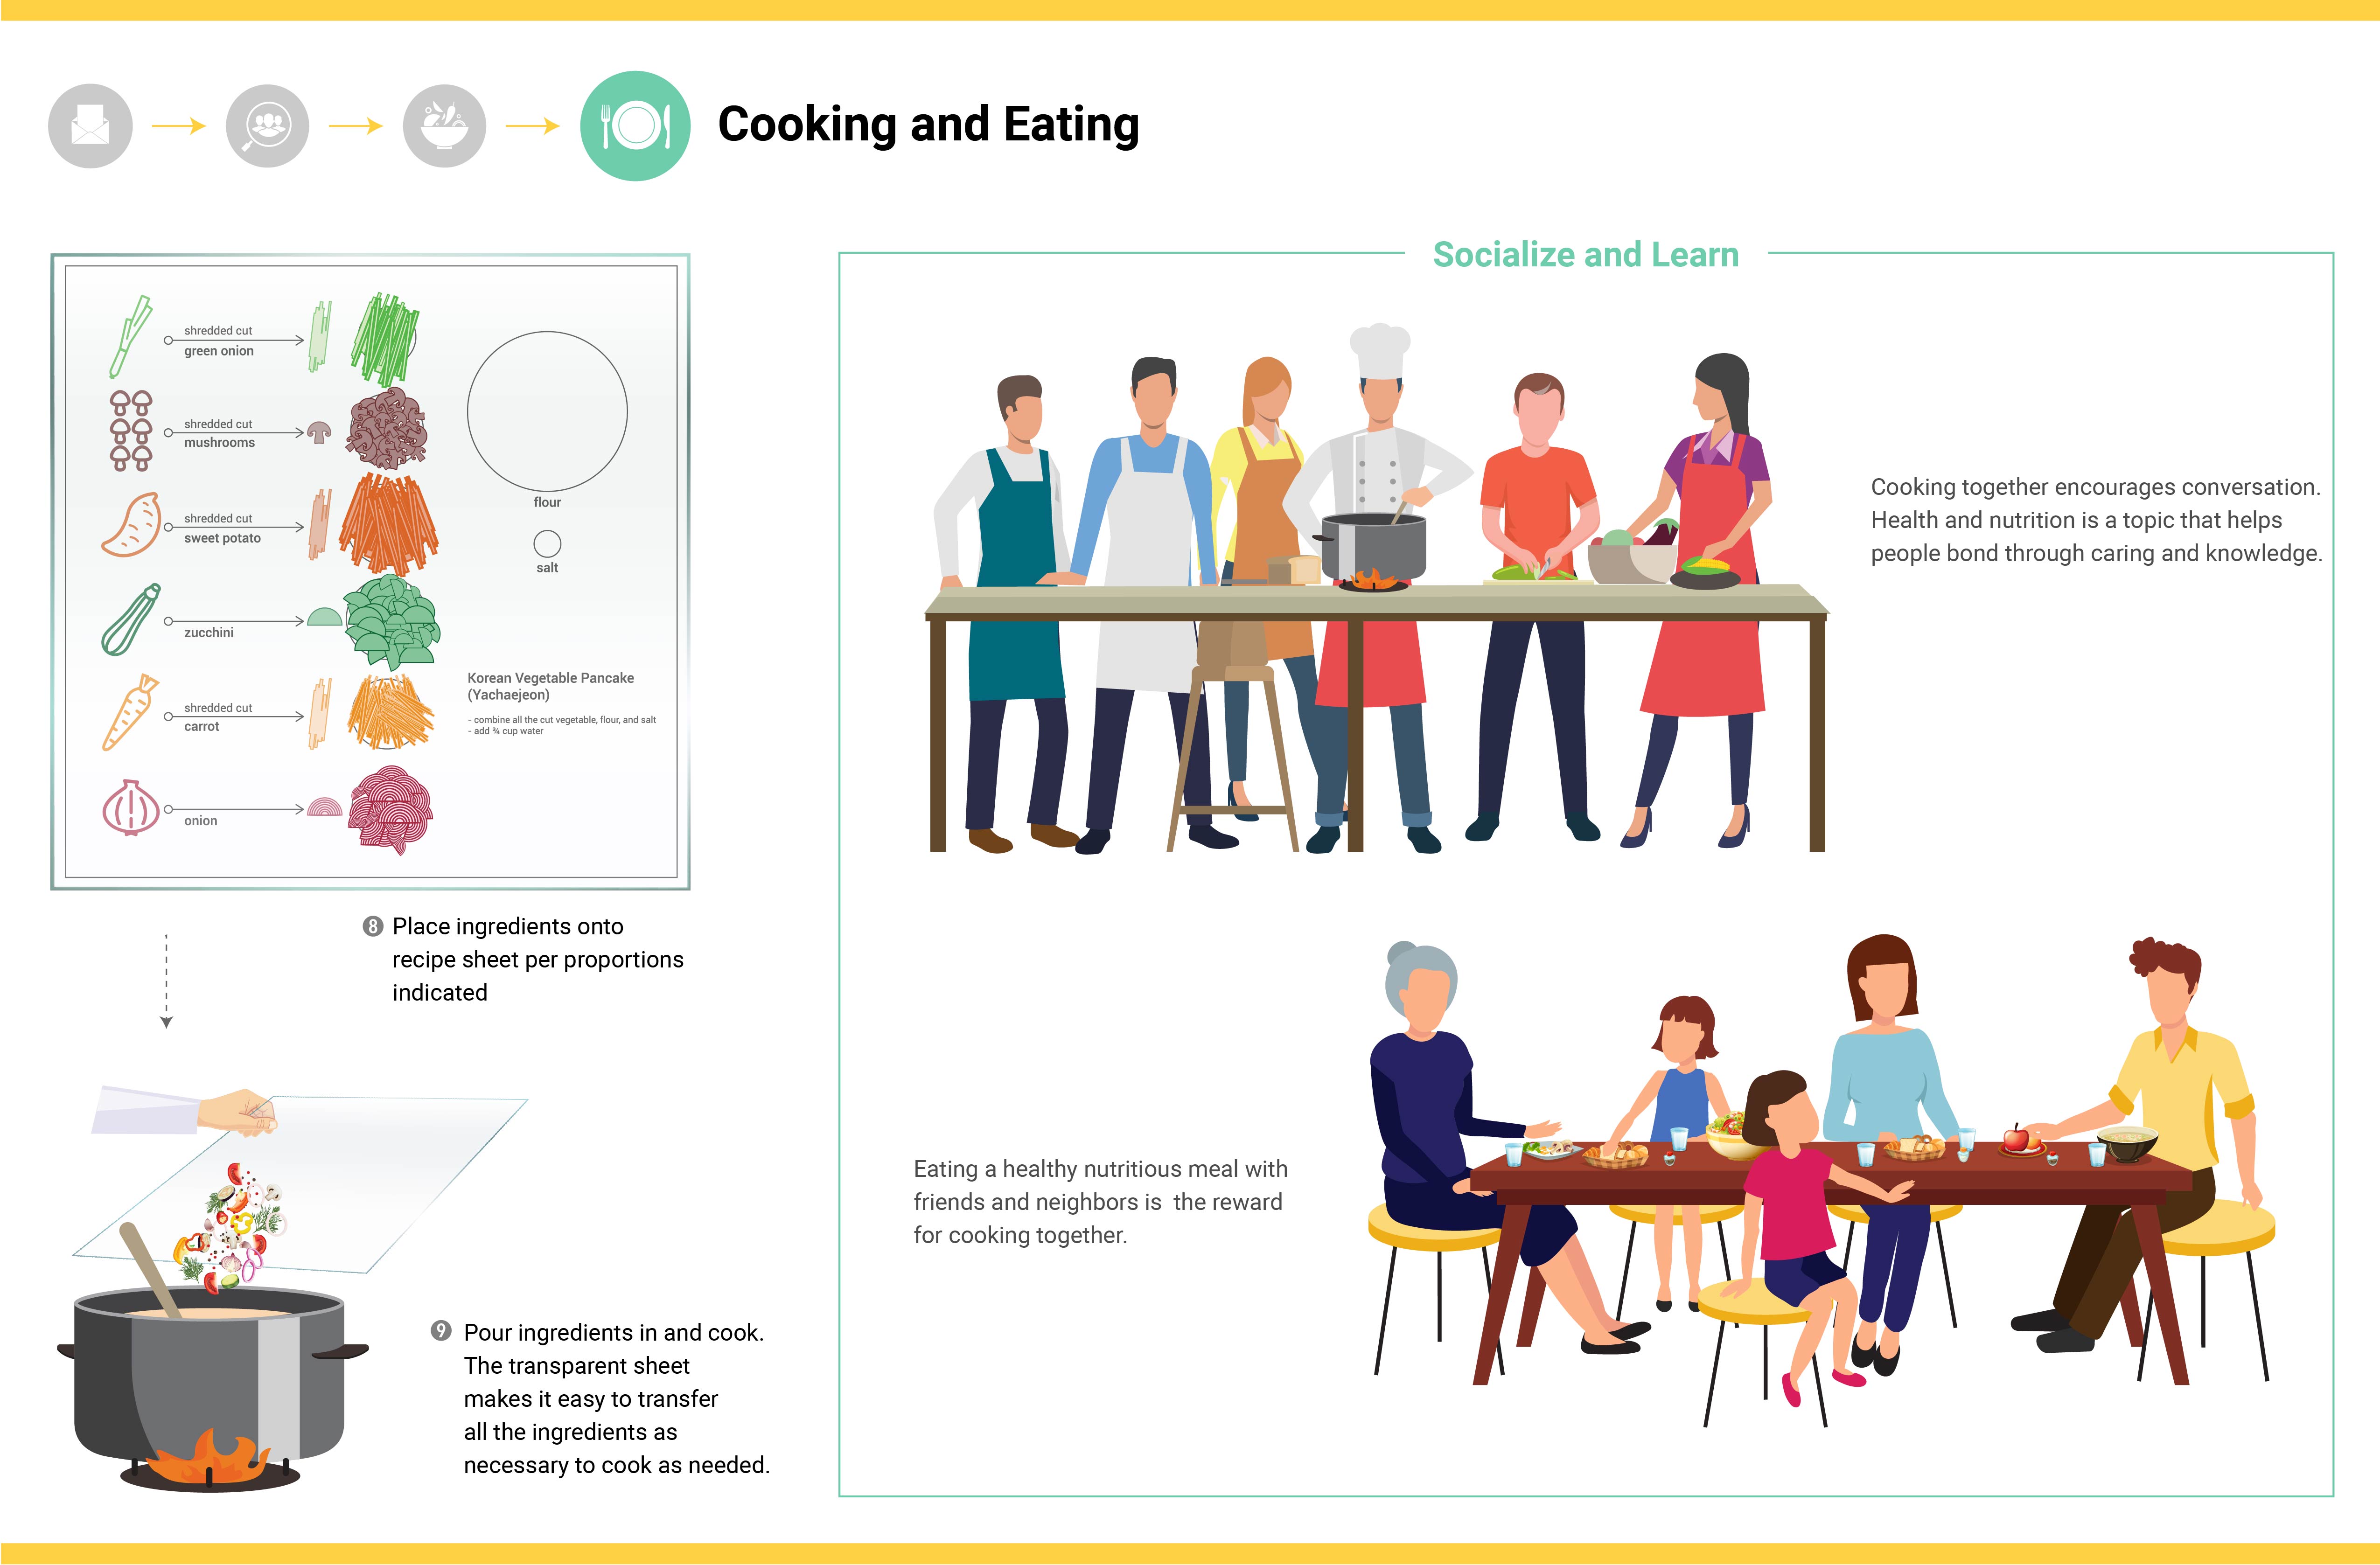 Cooking and Eating
shredded cut
green onion
shredded cut
mushrooms
shredded cut
sweet potato
zucchini
shredded cut
carrot
onion
flour
salt
Korean Vegetable Pancake
(Yachaejeon)
- combine all the cut vegetable, flour, and salt
- add ¾ cup water
8 Place ingredients onto
recipe sheet per proportions
indicated
9 Pour ingredients in and cook.
The transparent sheet
makes it easy to transfer
all the ingredients as
necessary to cook as needed.
Socialize and Learn
Cooking together encourages conversation.
Health and nutrition is a topic that helps
people bond through caring and knowledge.
Eating a healthy nutritious meal with
friends and neighbors is  the reward
for cooking together.